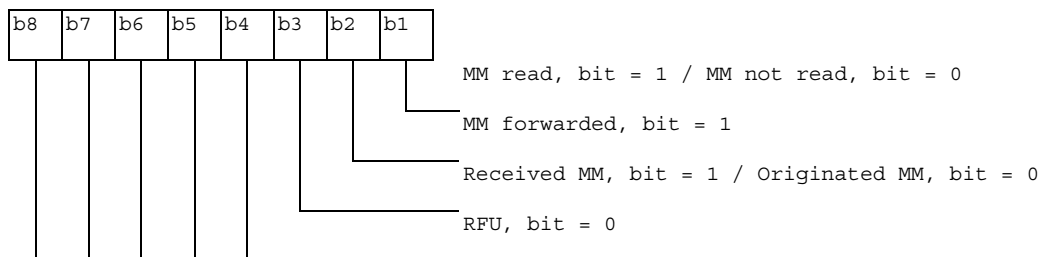 b8 b7 b6 b5 b4 b3 b2 b1
MM read, bit = 1 / MM not read, bit = 0
MM forwarded, bit = 1
Received MM, bit = 1 / Originated MM, bit = 0
RFU, bit = 0